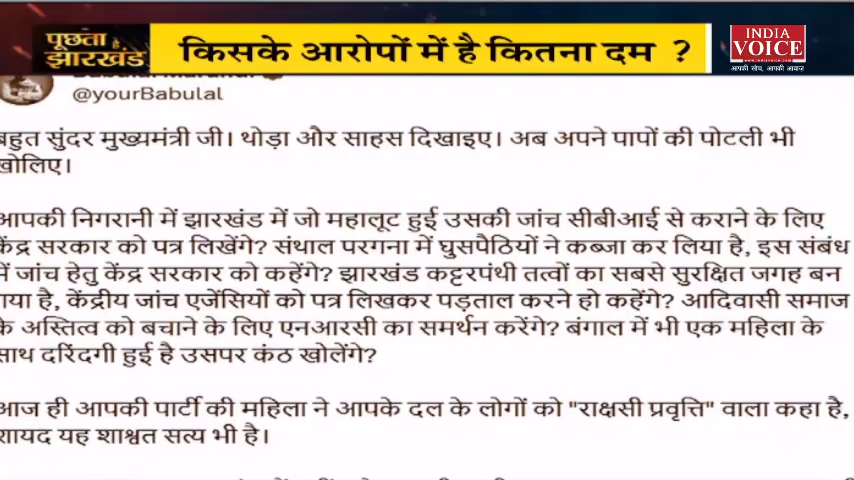 पूछता है
झारखंड
किसके आरोपों में है कितना दम ?
INDIA
VOICE
आपकी सोच, आपकी आवाज़
@yourBabulal
बहुत सुंदर मुख्यमंत्री जी। थोड़ा और साहस दिखाइए। अब अपने पापों की पोटली भी
खोलिए।
आपकी निगरानी में झारखंड में जो महालूट हुई उसकी जांच सीबीआई से कराने के लिए
केंद्र सरकार को पत्र लिखेंगे? संथाल परगना में घुसपैठियों ने कब्जा कर लिया है, इस संबंध
में जांच हेतु केंद्र सरकार को कहेंगे? झारखंड कट्टरपंथी तत्वों का सबसे सुरक्षित जगह बन
गया है, केंद्रीय जांच एजेंसियों को पत्र लिखकर पड़ताल करने हो कहेंगे? आदिवासी समाज
के अस्तित्व को बचाने के लिए एनआरसी का समर्थन करेंगे? बंगाल में भी एक महिला के
साथ दरिंदगी हुई है उसपर कंठ खोलेंगे?
आज ही आपकी पार्टी की महिला ने आपके दल के लोगों को "राक्षसी प्रवृत्ति" वाला कहा है,
शायद यह शाश्वत सत्य भी है।